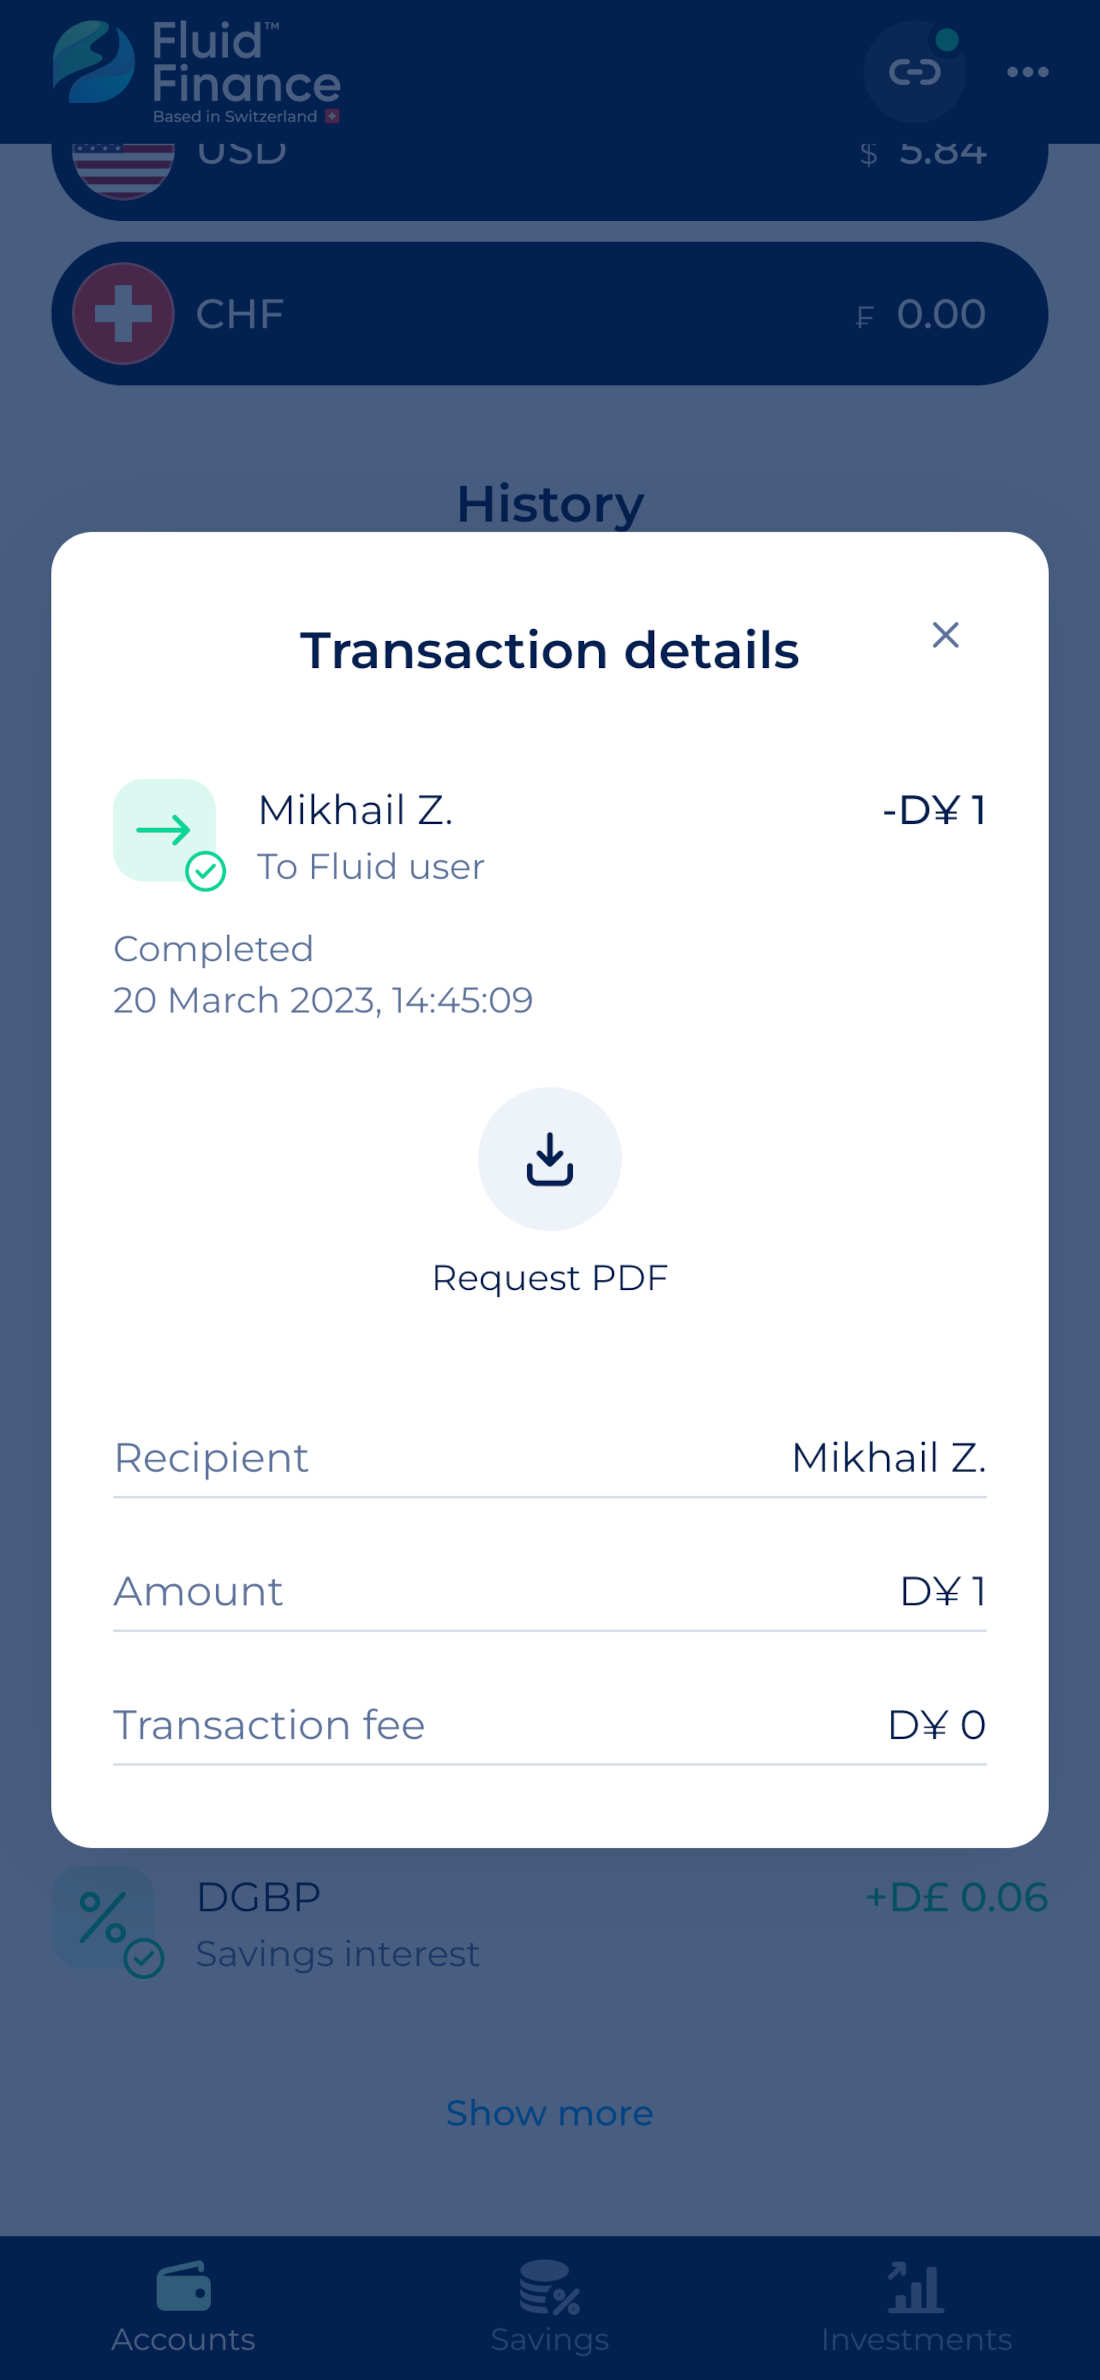 Fluid™
Finance
Based in Switzerland
USD $ 5.84
CHF ₣ 0.00
History
Transaction details
Mikhail Z. -D¥ 1
To Fluid user
Completed
20 March 2023, 14:45:09
Request PDF
Recipient Mikhail Z.
Amount D¥ 1
Transaction fee D¥ 0
DGBP +D£ 0.06
Savings interest
Show more
Accounts Savings Investments